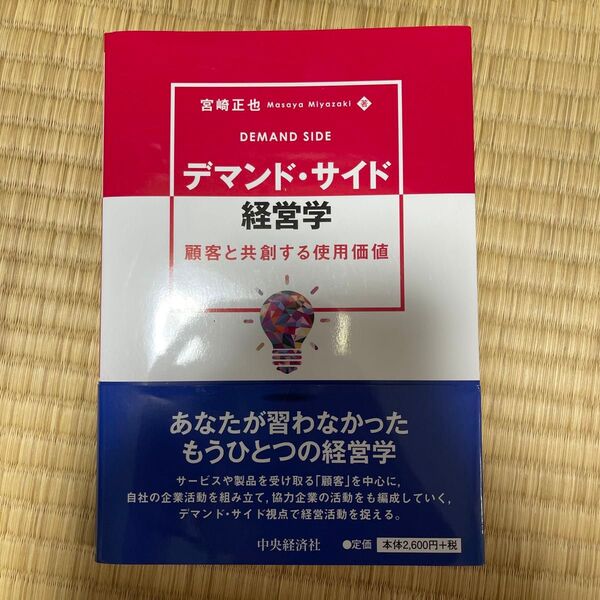 宮崎正也 Masaya Miyazaki 著
DEMAND SIDE
デマンド・サイド
経営学
顧客と共創する使用価値
あなたが習わなかった
もうひとつの経営学
サービスや製品を受け取る「顧客」を中心に,
自社の企業活動を組み立て,協力企業の活動をも編成していく,
デマンド・サイド視点で経営活動を捉える。
中央経済社 ●定価 本体2,600円+税